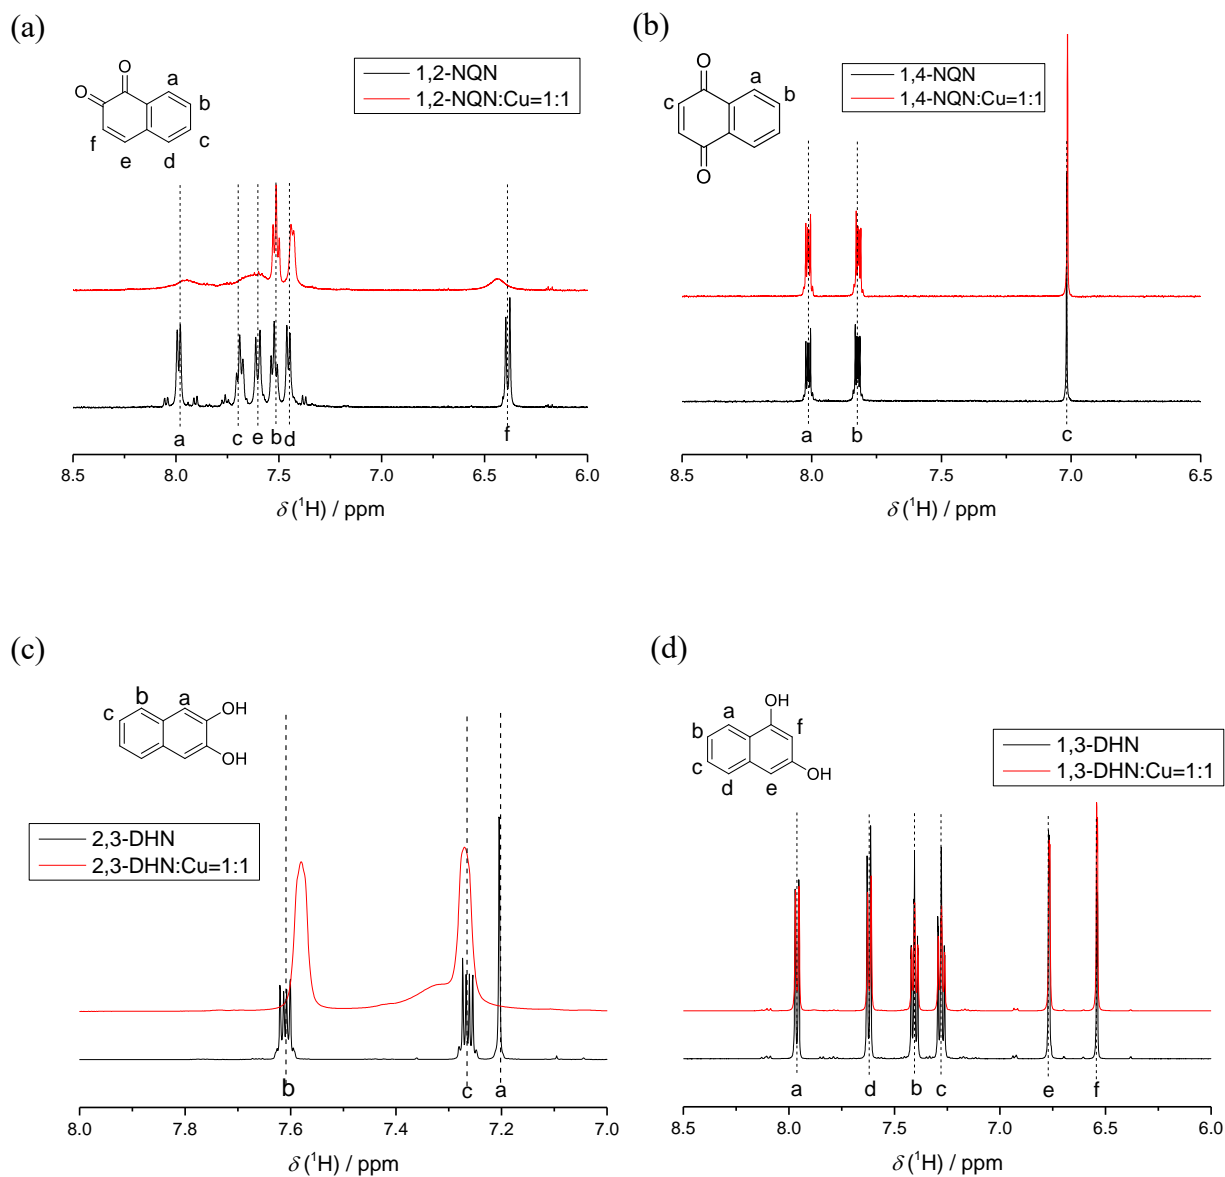 (a)
O
O
a
b
c
d
e
f
1,2-NQN
1,2-NQN:Cu=1:1
a
c
e
b
d
f
8.5
8.0
7.5
7.0
6.5
6.0
δ (¹H) / ppm
(b)
O
O
a
b
c
1,4-NQN
1,4-NQN:Cu=1:1
a
b
c
8.5
8.0
7.5
7.0
6.5
δ (¹H) / ppm
(c)
b
a
c
OH
OH
2,3-DHN
2,3-DHN:Cu=1:1
b
c
a
8.0
7.8
7.6
7.4
7.2
7.0
δ (¹H) / ppm
(d)
OH
a
f
b
c
OH
d
e
1,3-DHN
1,3-DHN:Cu=1:1
a
d
b
c
e
f
8.5
8.0
7.5
7.0
6.5
6.0
δ (¹H) / ppm